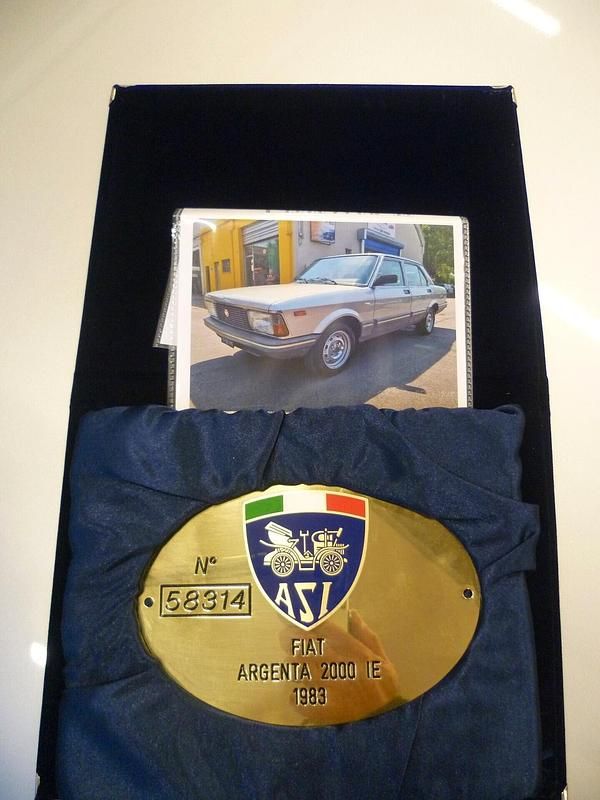 N°
58314
ASI
FIAT
ARGENTA 2000 IE
1983